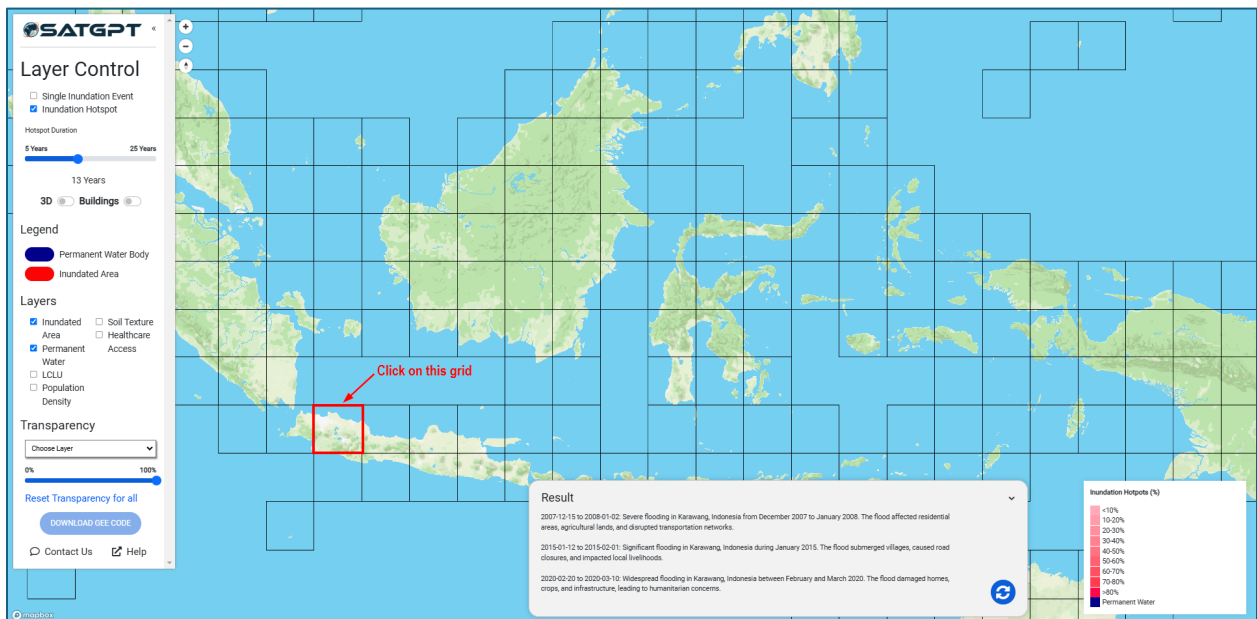 SATGPT
«
Layer Control
Single Inundation Event
Inundation Hotspot
Hotspot Duration
5 Years 25 Years
13 Years
3D Buildings
Legend
Permanent Water Body
Inundated Area
Layers
Inundated Area
Permanent Water
LCLU
Population Density
Soil Texture
Healthcare Access
Transparency
Choose Layer
0% 100%
Reset Transparency for all
DOWNLOAD GEE CODE
Contact Us Help
Click on this grid
Result
2007-12-15 to 2008-01-02: Severe flooding in Karawang, Indonesia from December 2007 to January 2008. The flood affected residential
areas, agricultural lands, and disrupted transportation networks.
2015-01-12 to 2015-02-01: Significant flooding in Karawang, Indonesia during January 2015. The flood submerged villages, caused road
closures, and impacted local livelihoods.
2020-02-20 to 2020-03-10: Widespread flooding in Karawang, Indonesia between February and March 2020. The flood damaged homes,
crops, and infrastructure, leading to humanitarian concerns.
Inundation Hotpots (%)
<10%
10-20%
20-30%
30-40%
40-50%
50-60%
60-70%
70-80%
>80%
Permanent Water
mapbox